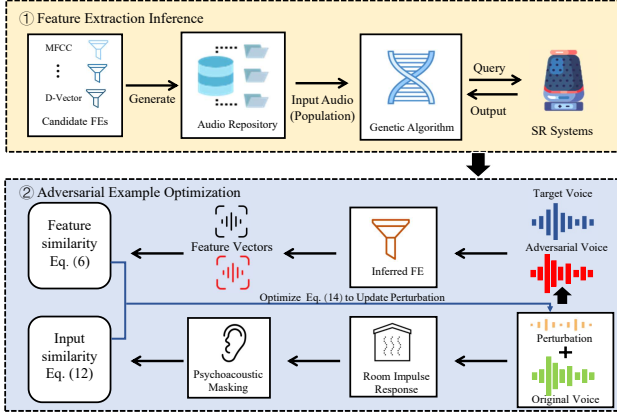 ① Feature Extraction Inference
MFCC
D-Vector
Candidate FEs
Generate
Audio Repository
Input Audio
(Population)
Genetic Algorithm
Query
Output
SR Systems
② Adversarial Example Optimization
Feature
similarity
Eq. (6)
Feature Vectors
Inferred FE
Target Voice
Adversarial Voice
Optimize Eq. (14) to Update Perturbation
Input
similarity
Eq. (12)
Psychoacoustic
Masking
Room Impulse
Response
Perturbation
+
Original Voice